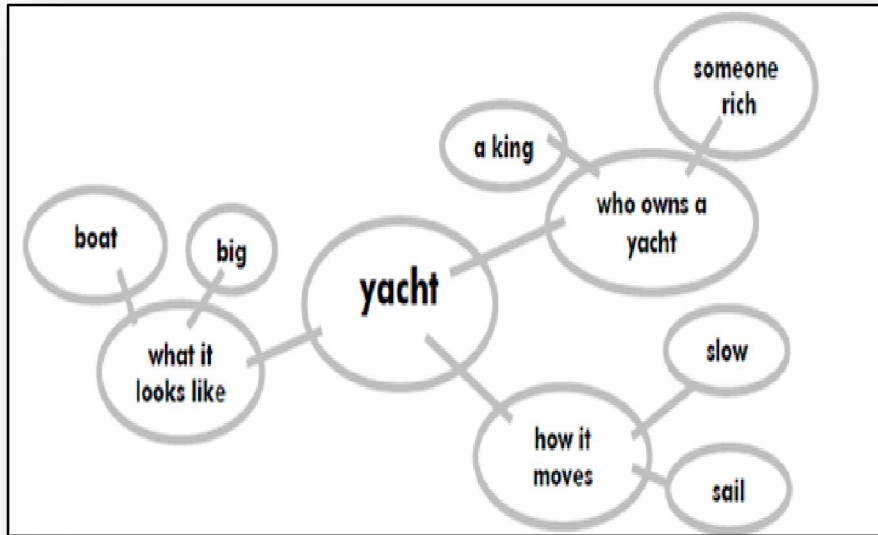 someone
rich
a king
who owns a
yacht
boat
big
yacht
what it
looks like
slow
how it
moves
sail